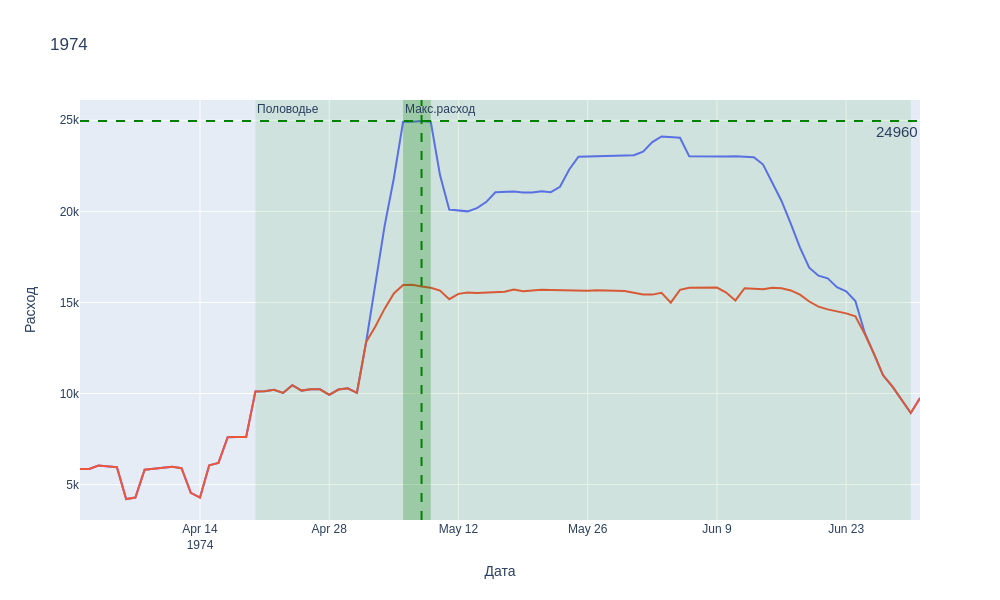 1974
Половодье
Макс.расход
24960
25k
20k
15k
10k
5k
Расход
Apr 14
1974
Apr 28
May 12
May 26
Jun 9
Jun 23
Дата